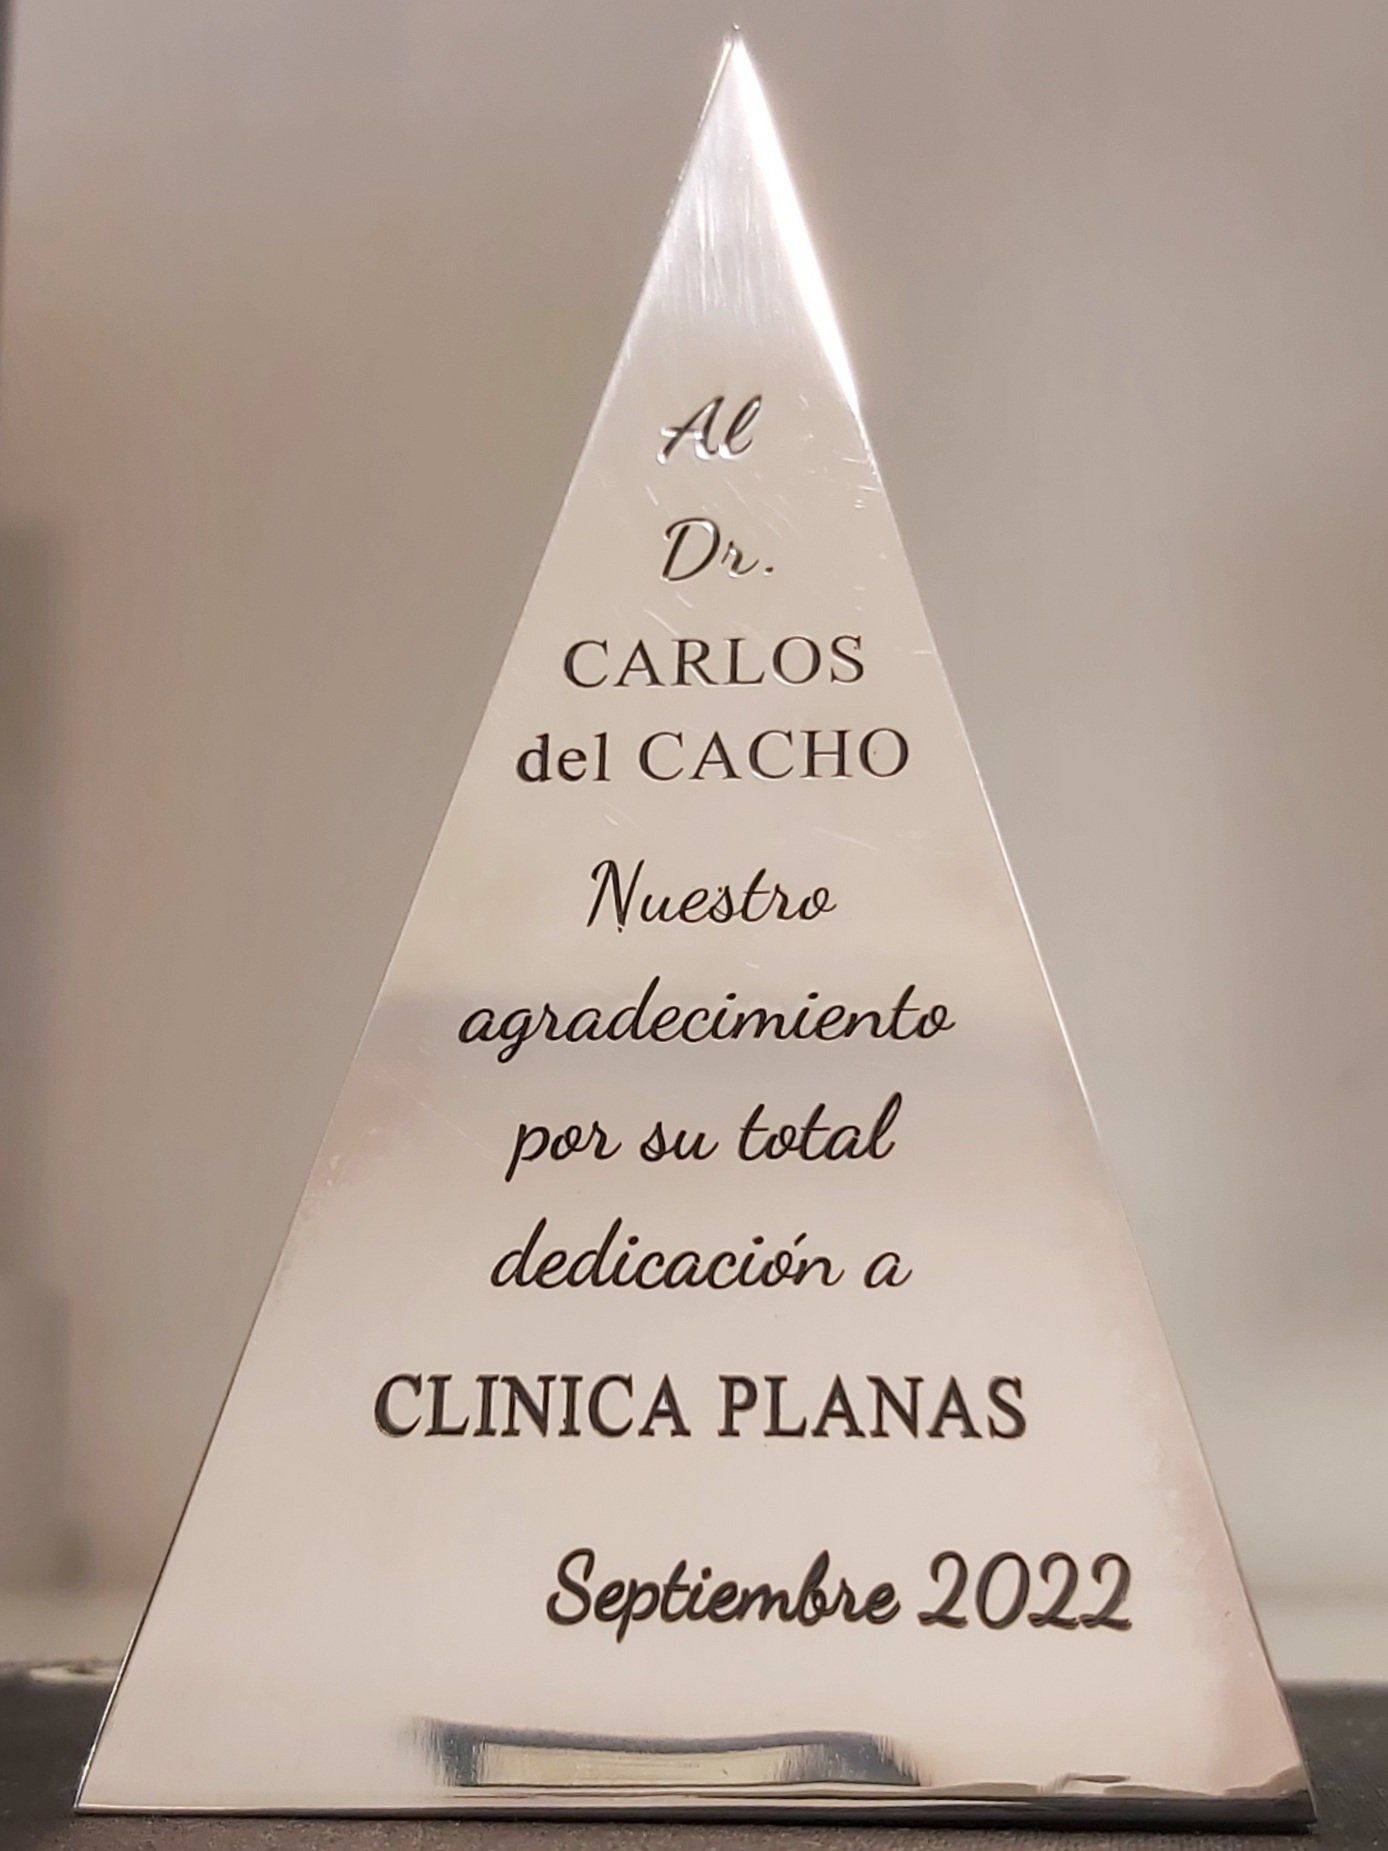 Al
Dr.
CARLOS
del CACHO
Nuestro
agradecimiento
por su total
dedicación a
CLINICA PLANAS
Septiembre 2022